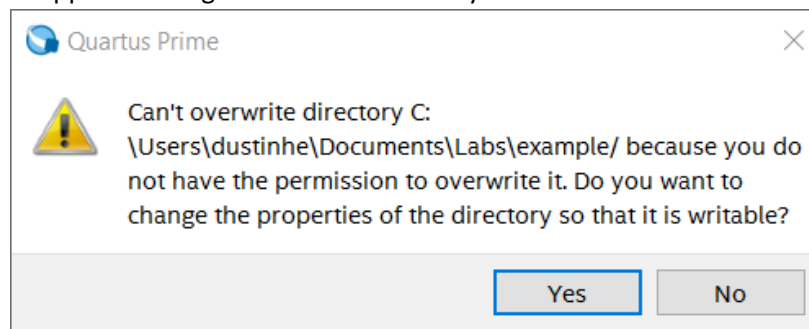 Quartus Prime
Can't overwrite directory C:
\Users\dustinhe\Documents\Labs\example/ because you do
not have the permission to overwrite it. Do you want to
change the properties of the directory so that it is writable?
Yes
No